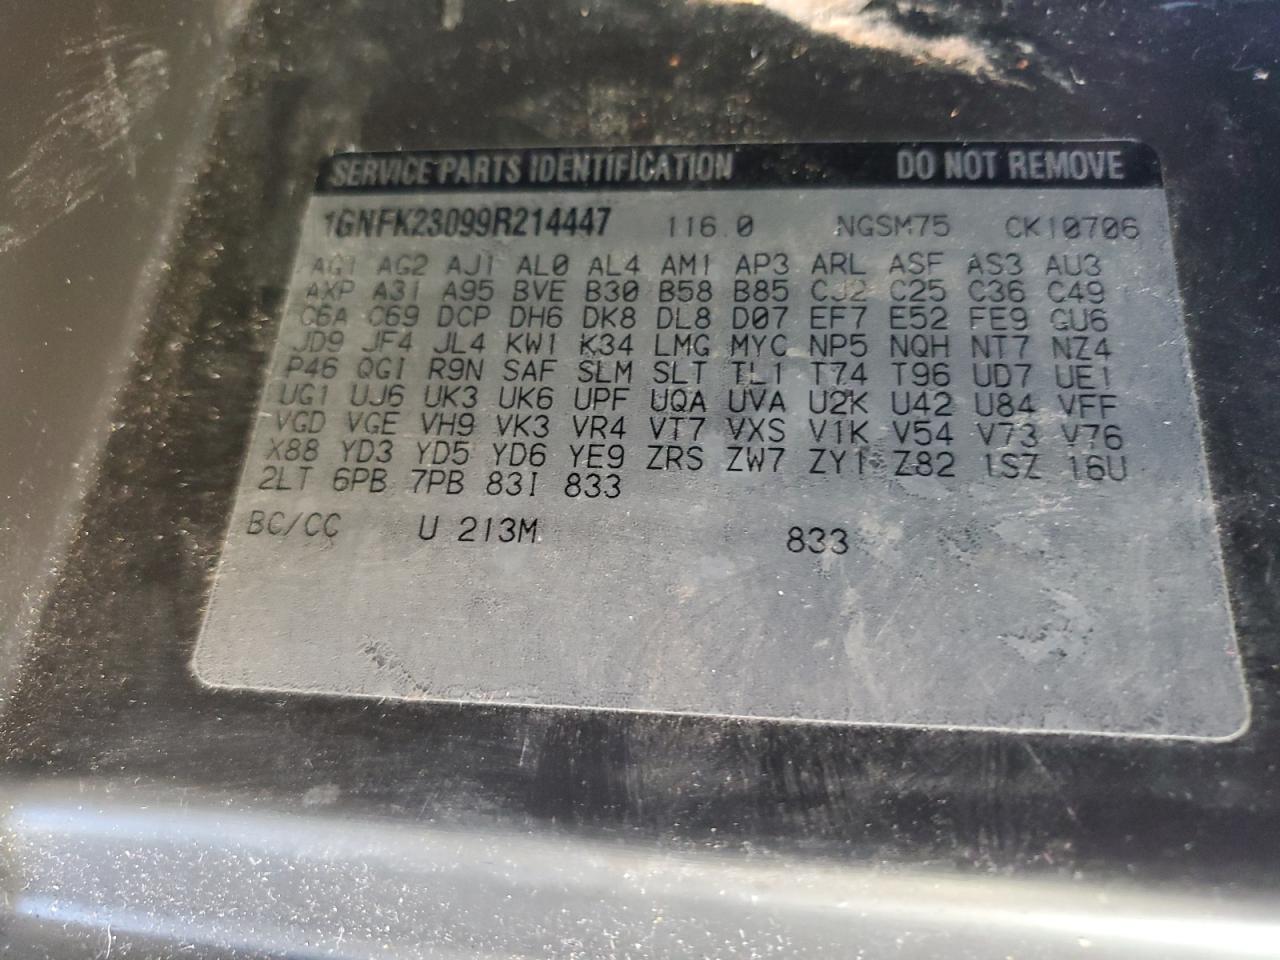 SERVICE PARTS IDENTIFICATION DO NOT REMOVE
1GNFK23099R214447 116.0 NGSM75 CK10706
AG1 AG2 AJ1 AL0 AL4 AM1 AP3 ARL ASF AS3 AU3
AXP A31 A95 BVE B30 B58 B85 CJ2 C25 C36 C49
C6A C69 DCP DH6 DK8 DL8 D07 EF7 E52 FE9 GU6
JD9 JF4 JL4 KW1 K34 LMG MYC NP5 NQH NT7 NZ4
P46 QGI R9N SAF SLM SLT TL1 T74 T96 UD7 UE1
UG1 UJ6 UK3 UK6 UPF UQA UVA U2K U42 U84 VFF
VGD VGE VH9 VK3 VR4 VT7 VXS V1K V54 V73 V76
X88 YD3 YD5 YD6 YE9 ZRS ZW7 ZY1 Z82 1SZ 16U
2LT 6PB 7PB 83I 833
BC/CC U 213M 833